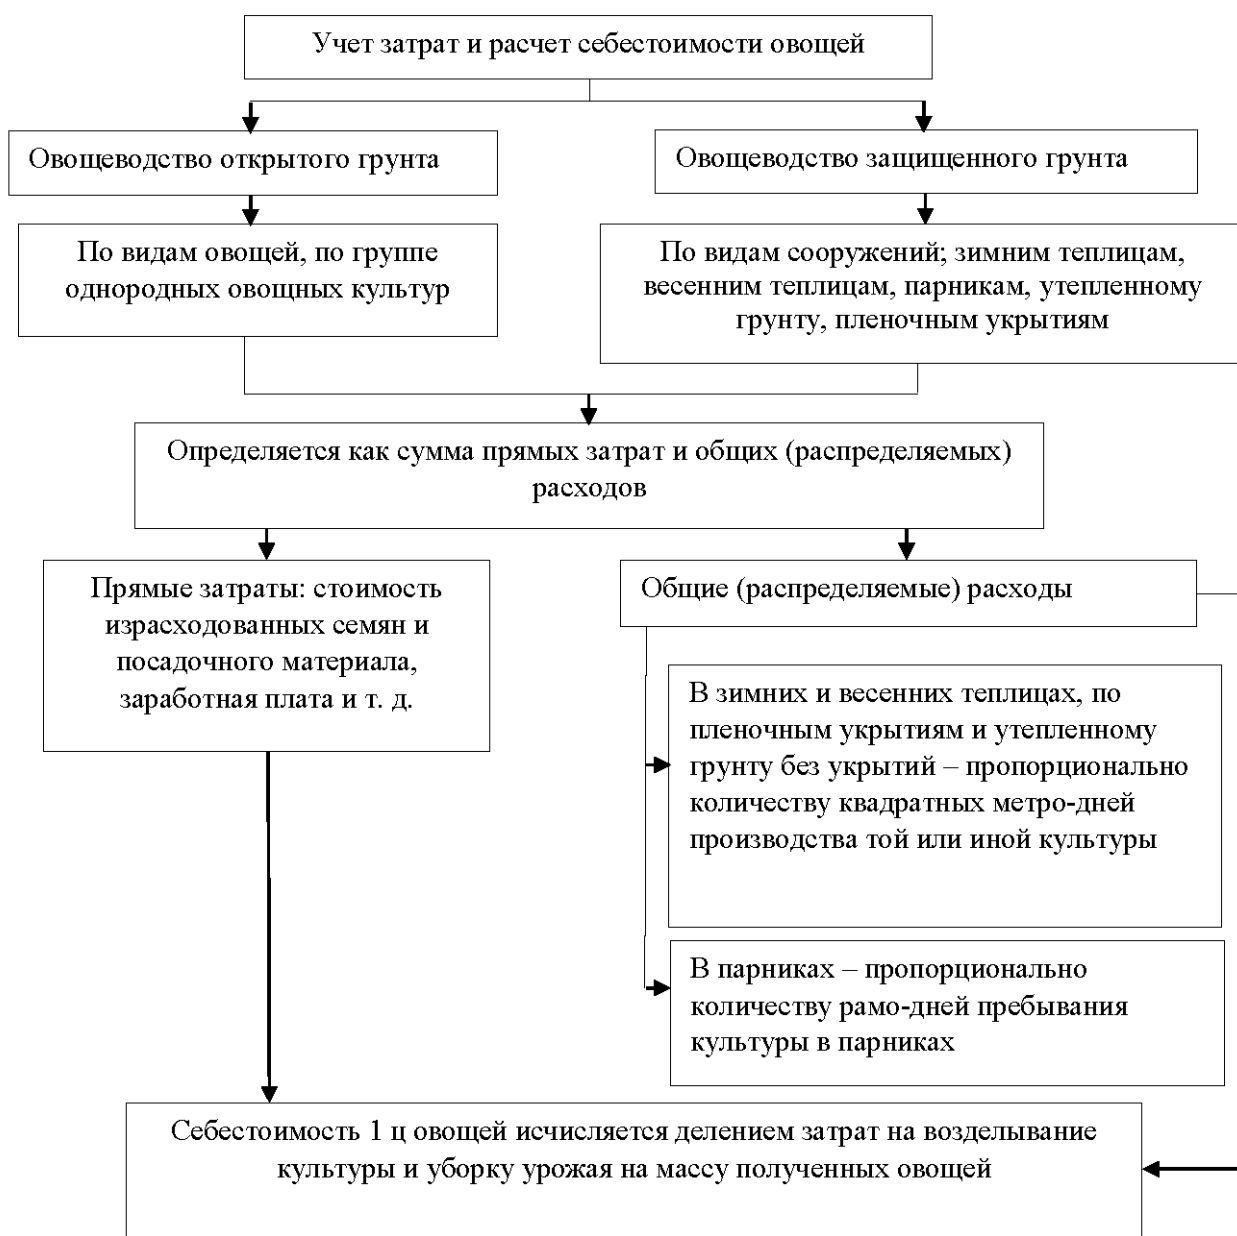 Учет затрат и расчет себестоимости овощей
Овощеводство открытого грунта
Овощеводство защищенного грунта
По видам овощей, по группе
однородных овощных культур
По видам сооружений; зимним теплицам,
весенним теплицам, парникам, утепленному
грунту, пленочным укрытиям
Определяется как сумма прямых затрат и общих (распределяемых)
расходов
Прямые затраты: стоимость
израсходованных семян и
посадочного материала,
заработная плата и т. д.
Общие (распределяемые) расходы
В зимних и весенних теплицах, по
пленочным укрытиям и утепленному
грунту без укрытий – пропорционально
количеству квадратных метро-дней
производства той или иной культуры
В парниках – пропорционально
количеству рамо-дней пребывания
культуры в парниках
Себестоимость 1 ц овощей исчисляется делением затрат на возделывание
культуры и уборку урожая на массу полученных овощей